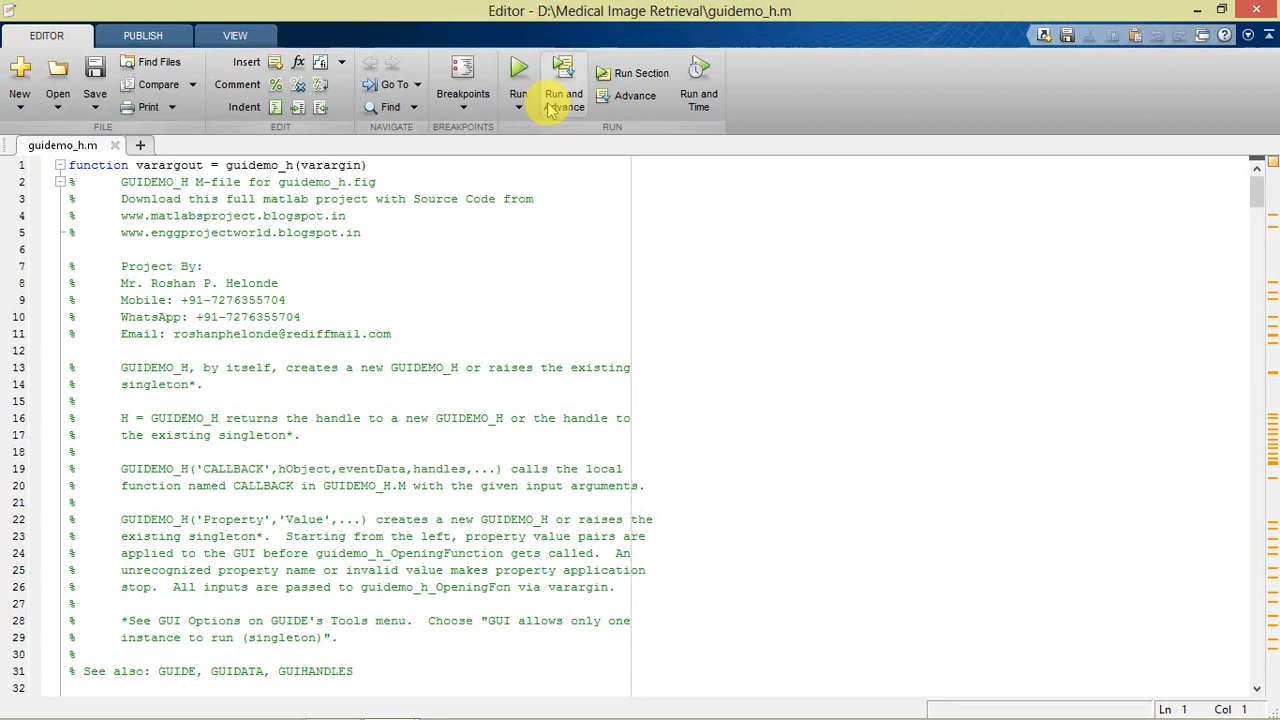 Editor - D:\Medical Image Retrieval\guidemo_h.m
EDITOR PUBLISH VIEW
New Open Save Find Files Compare Print FILE
Insert fx Comment % Indent EDIT
Go To Find NAVIGATE
Breakpoints BREAKPOINTS
Run Run and Advance Run Section Advance Run and Time RUN
guidemo_h.m
1 function varargout = guidemo_h(varargin)
2 % GUIDEMO_H M-file for guidemo_h.fig
3 % Download this full matlab project with Source Code from
4 % www.matlabsproject.blogspot.in
5 % www.enggprojectworld.blogspot.in
6
7 % Project By:
8 % Mr. Roshan P. Helonde
9 % Mobile: +91-7276355704
10 % WhatsApp: +91-7276355704
11 % Email: roshanphelonde@rediffmail.com
12
13 % GUIDEMO_H, by itself, creates a new GUIDEMO_H or raises the existing
14 % singleton*.
15 %
16 % H = GUIDEMO_H returns the handle to a new GUIDEMO_H or the handle to
17 % the existing singleton*.
18 %
19 % GUIDEMO_H('CALLBACK',hObject,eventData,handles,...) calls the local
20 % function named CALLBACK in GUIDEMO_H.M with the given input arguments.
21 %
22 % GUIDEMO_H('Property','Value',...) creates a new GUIDEMO_H or raises the
23 % existing singleton*. Starting from the left, property value pairs are
24 % applied to the GUI before guidemo_h_OpeningFunction gets called. An
25 % unrecognized property name or invalid value makes property application
26 % stop. All inputs are passed to guidemo_h_OpeningFcn via varargin.
27 %
28 % *See GUI Options on GUIDE's Tools menu. Choose "GUI allows only one
29 % instance to run (singleton)".
30 %
31 % See also: GUIDE, GUIDATA, GUIHANDLES
32
Ln 1 Col 1